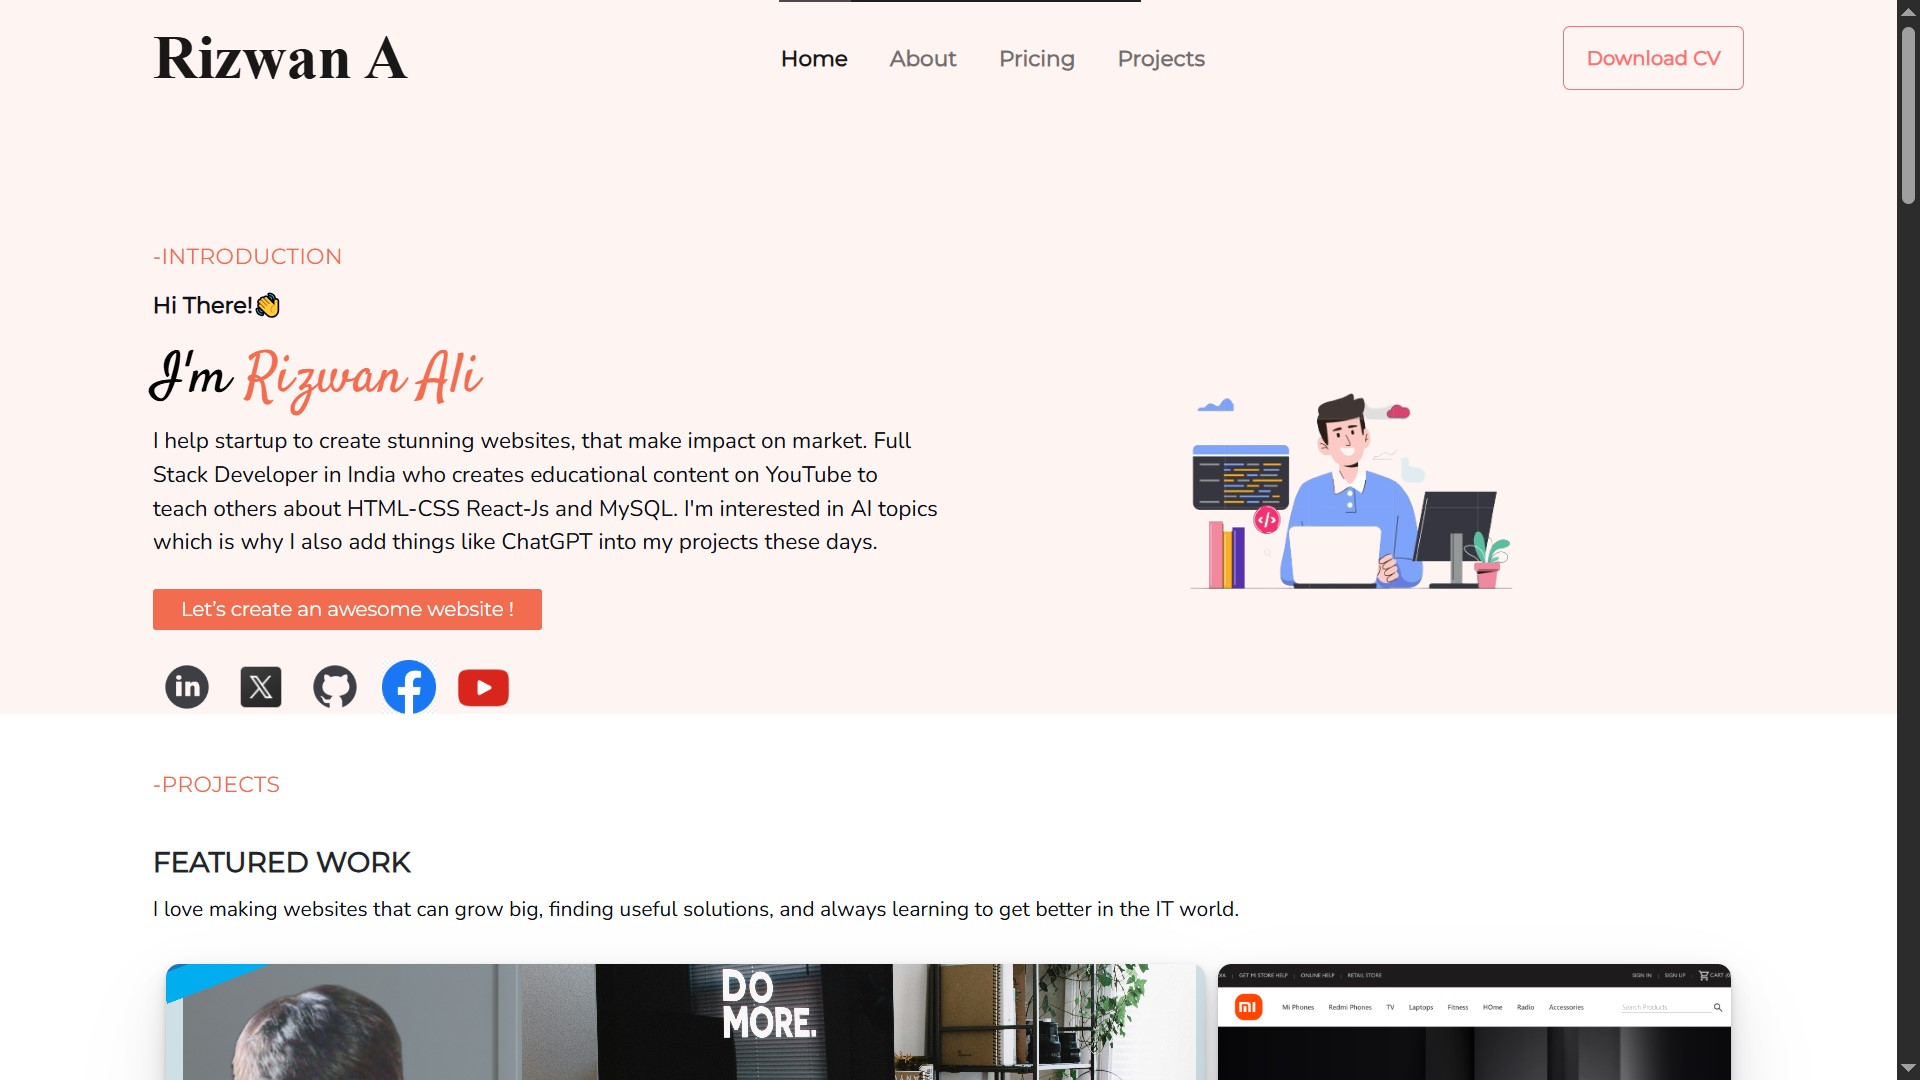 Rizwan A
Home About Pricing Projects
Download CV
-INTRODUCTION
Hi There!👋
I'm Rizwan Ali
I help startup to create stunning websites, that make impact on market. Full
Stack Developer in India who creates educational content on YouTube to
teach others about HTML-CSS React-Js and MySQL. I'm interested in AI topics
which is why I also add things like ChatGPT into my projects these days.
Let's create an awesome website !
in
-PROJECTS
FEATURED WORK
I love making websites that can grow big, finding useful solutions, and always learning to get better in the IT world.
DO
MORE.
GET MI STORE HELP | ONLINE HELP | RETAIL STORE
SIGN IN | SIGN UP | CART
mi
Mi Phones Redmi Phones TV Laptops Fitness HOme Radio Accessories
Search Products